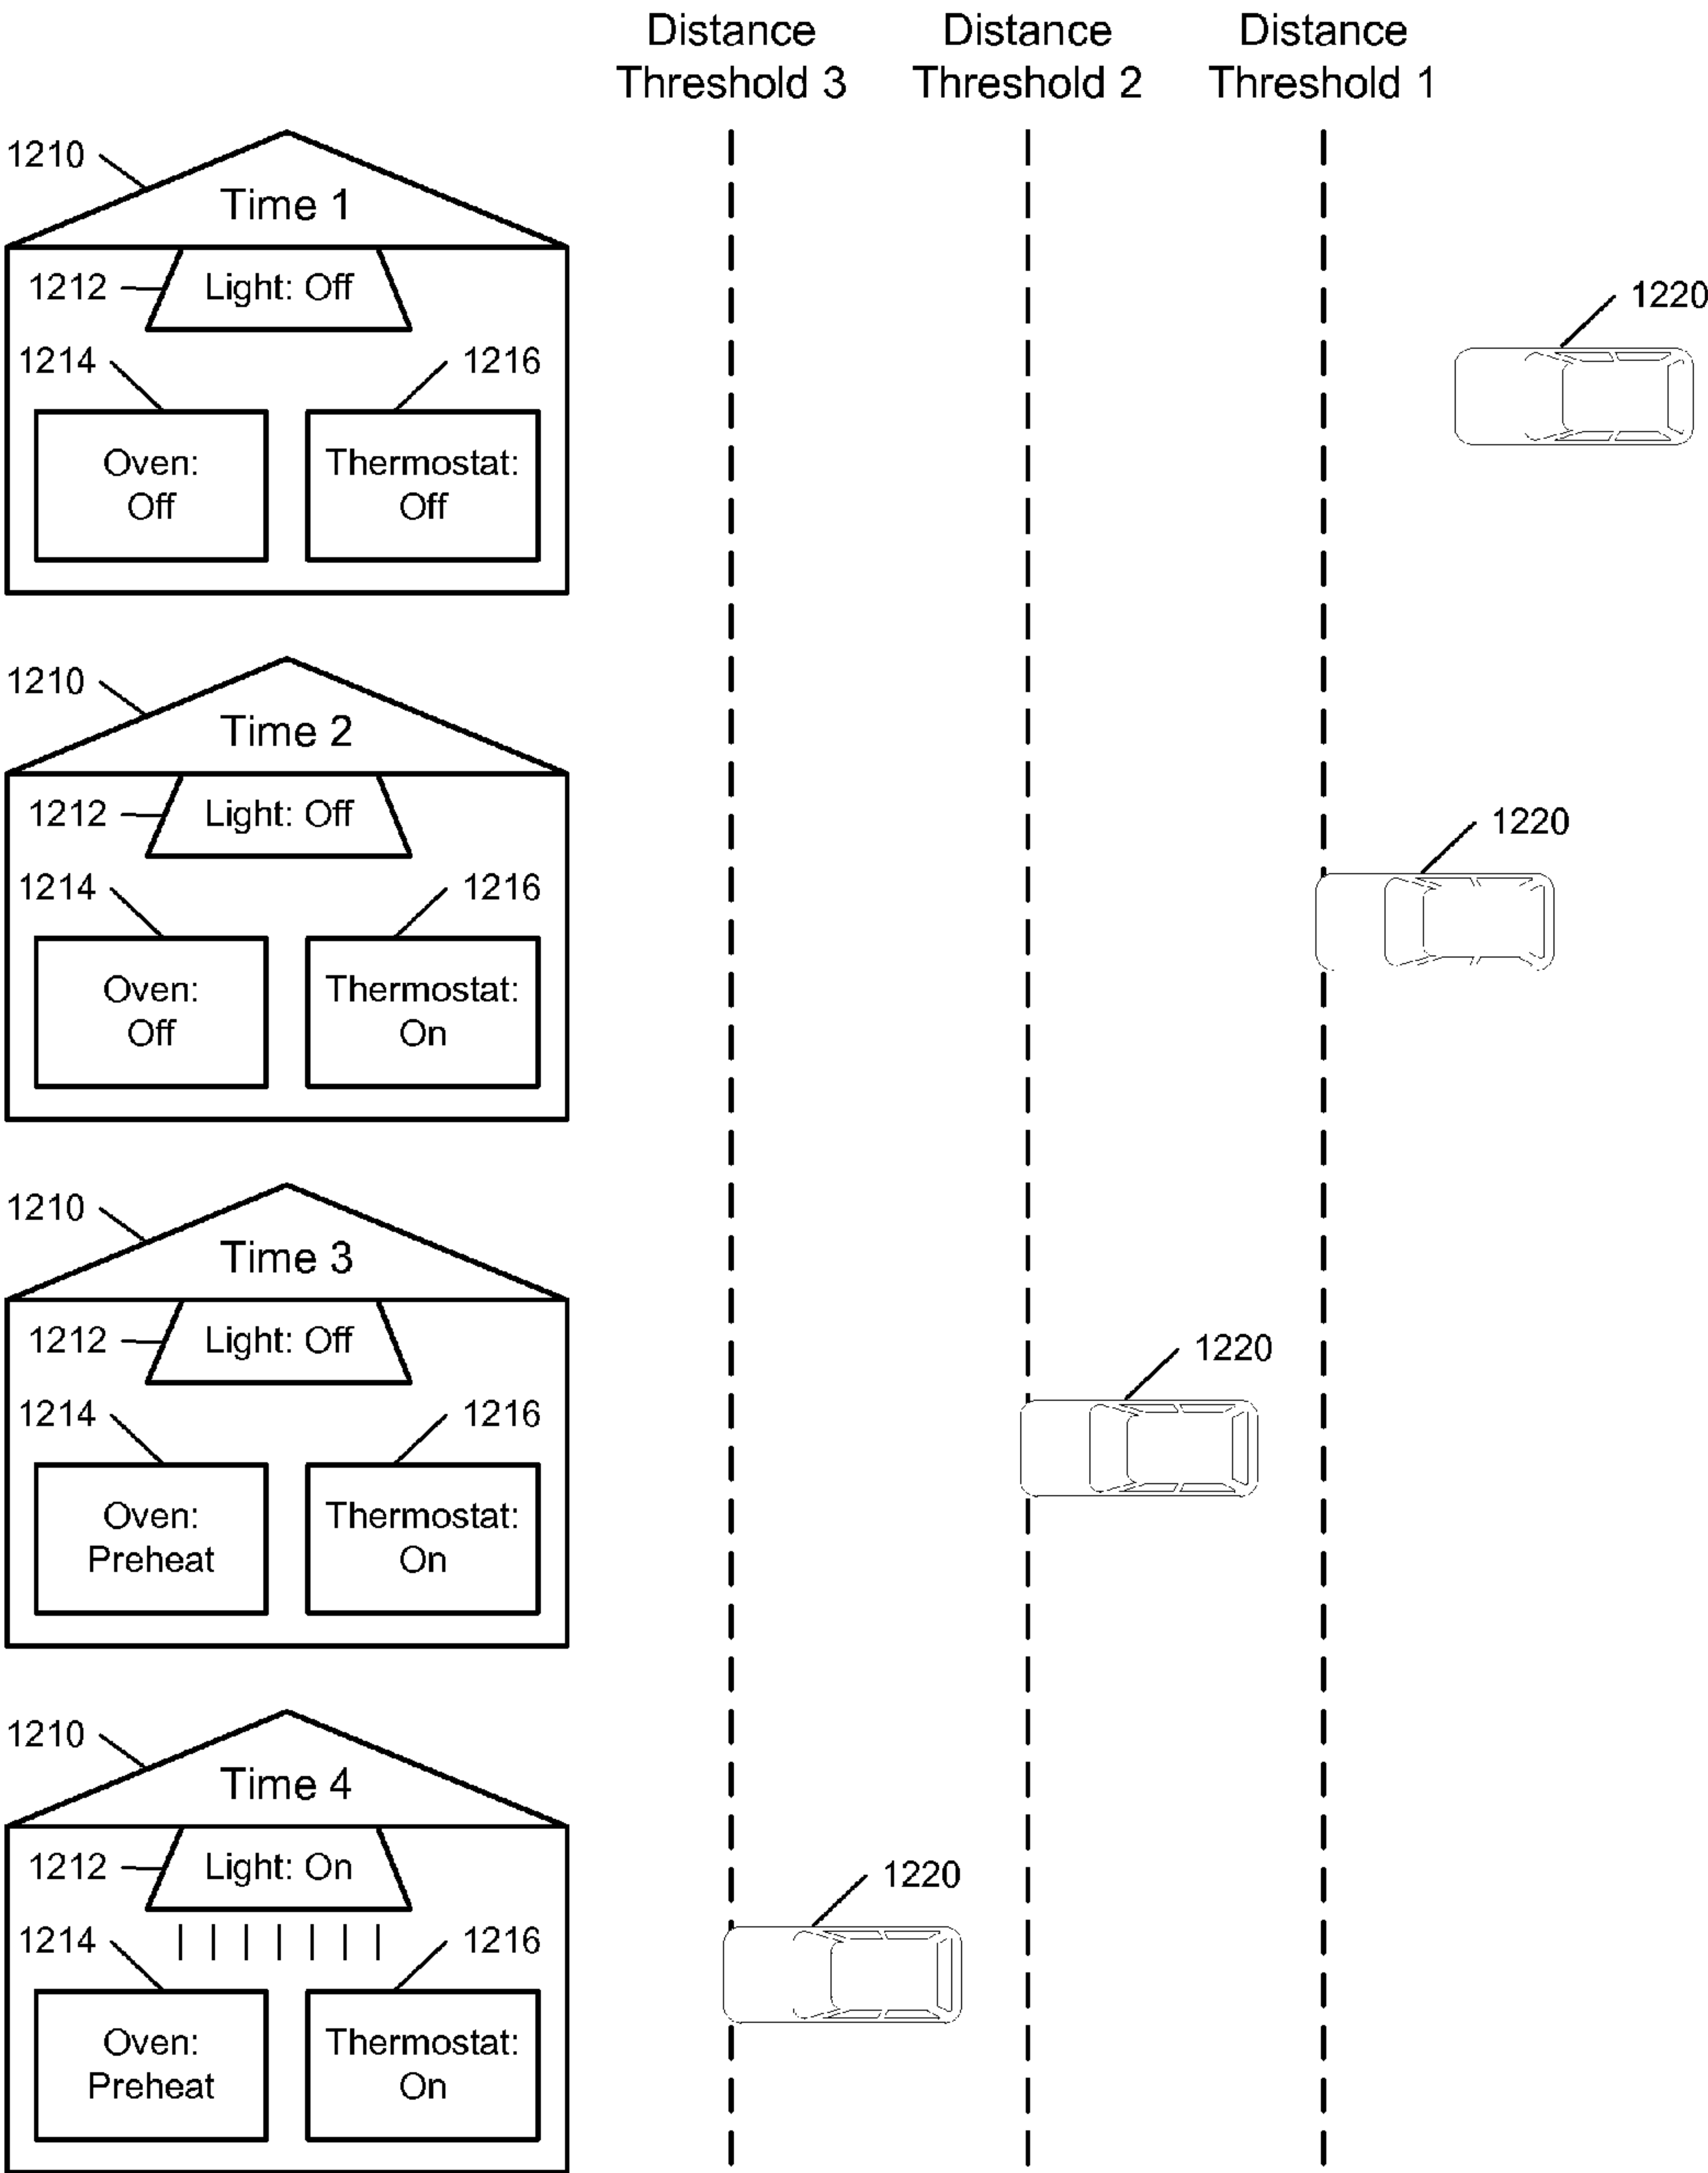 Distance
Threshold 3
Distance
Threshold 2
Distance
Threshold 1
1210
Time 1
1212
Light: Off
1220
1214
1216
Oven:
Off
Thermostat:
Off
1210
Time 2
1212
Light: Off
1220
1214
1216
Oven:
Off
Thermostat:
On
1210
Time 3
1212
Light: Off
1220
1214
1216
Oven:
Preheat
Thermostat:
On
1210
Time 4
1212
Light: On
1220
1214
1216
Oven:
Preheat
Thermostat:
On